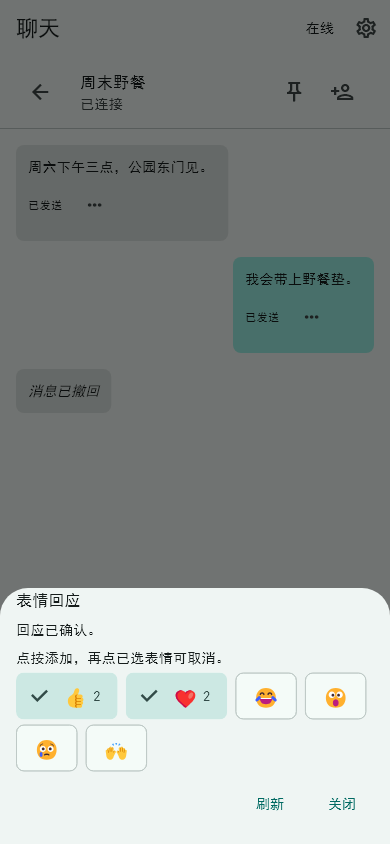 聊天
在线
周末野餐
已连接
周六下午三点，公园东门见。
已发送
我会带上野餐垫。
已发送
消息已撤回
表情回应
回应已确认。
点按添加，再点已选表情可取消。
👍 2 ❤️ 2 😂 😮
😢 🙌
刷新 关闭